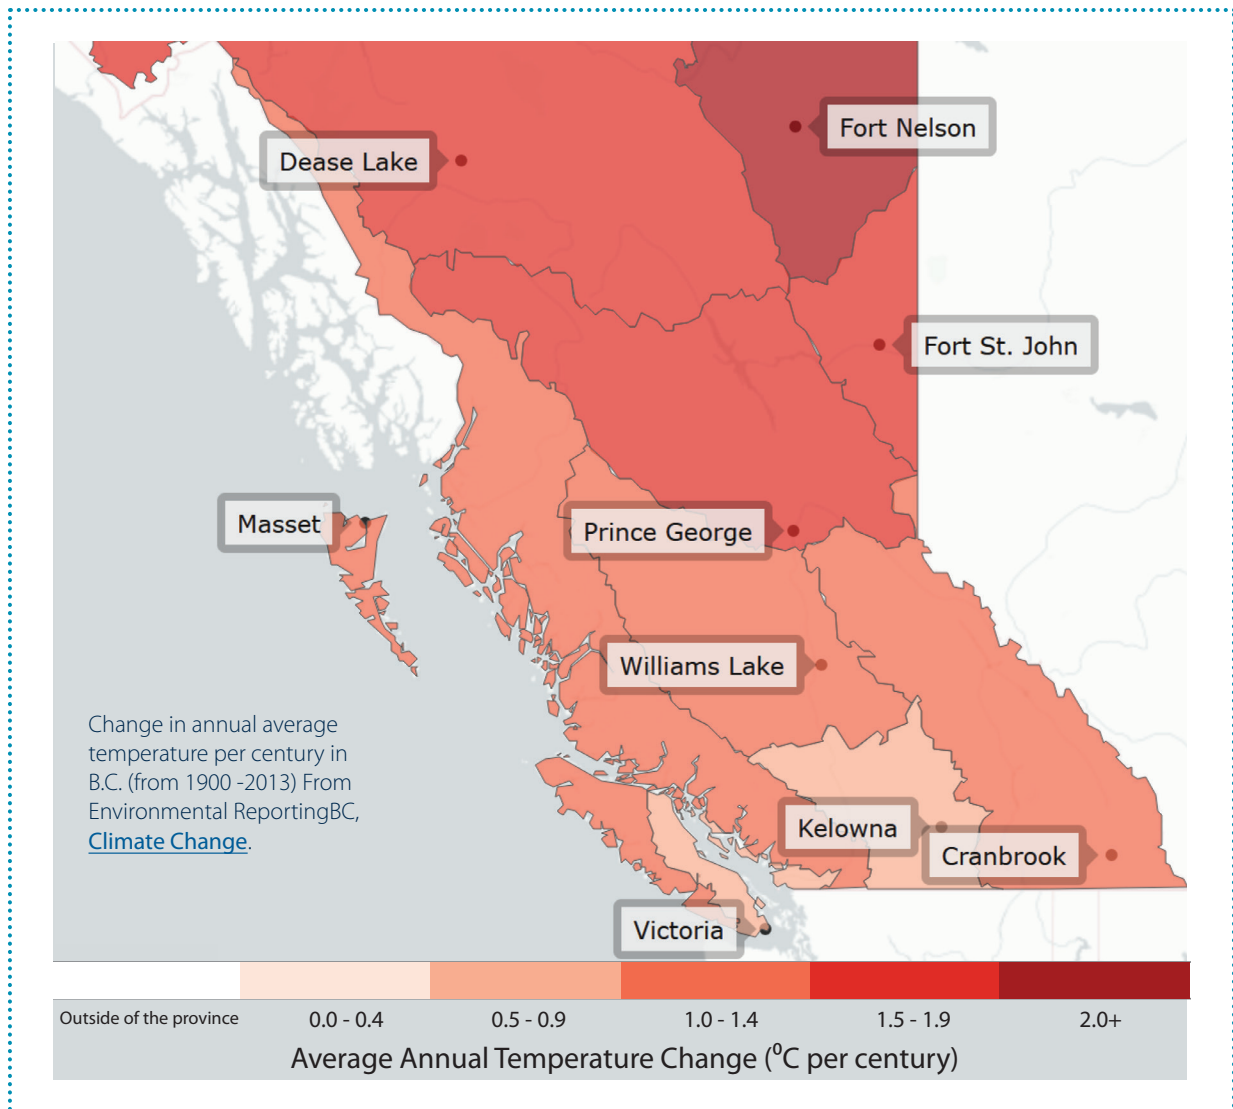 Fort Nelson
Dease Lake
Fort St. John
Masset
Prince George
Williams Lake
Change in annual average
temperature per century in
B.C. (from 1900 -2013) From
Environmental ReportingBC,
Climate Change.
Kelowna
Cranbrook
Victoria
Outside of the province 0.0 - 0.4 0.5 - 0.9 1.0 - 1.4 1.5 - 1.9 2.0+
Average Annual Temperature Change (⁰C per century)